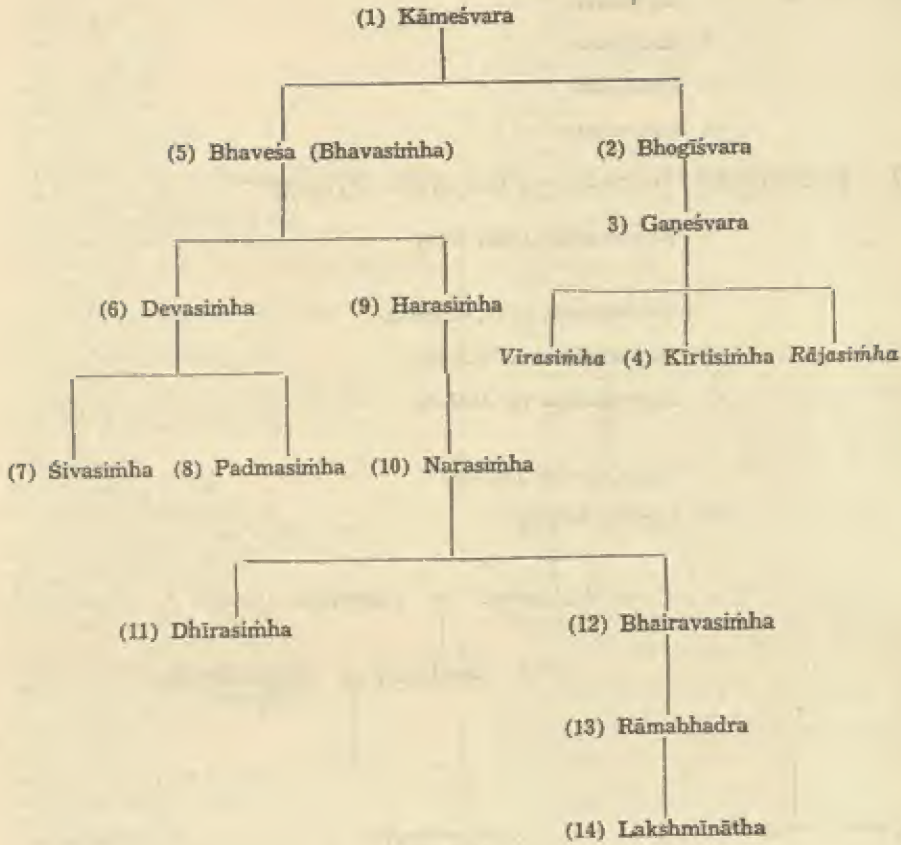 (1) Kāmeśvara
(5) Bhaveśa (Bhavasiṁha) (2) Bhogīśvara
3) Gaṇeśvara
(6) Devasiṁha (9) Harasiṁha
Vīrasiṁha (4) Kīrtisiṁha Rājasiṁha
(7) Śivasiṁha (8) Padmasiṁha (10) Narasiṁha
(11) Dhīrasiṁha (12) Bhairavasiṁha
(13) Rāmabhadra
(14) Lakshmīnātha